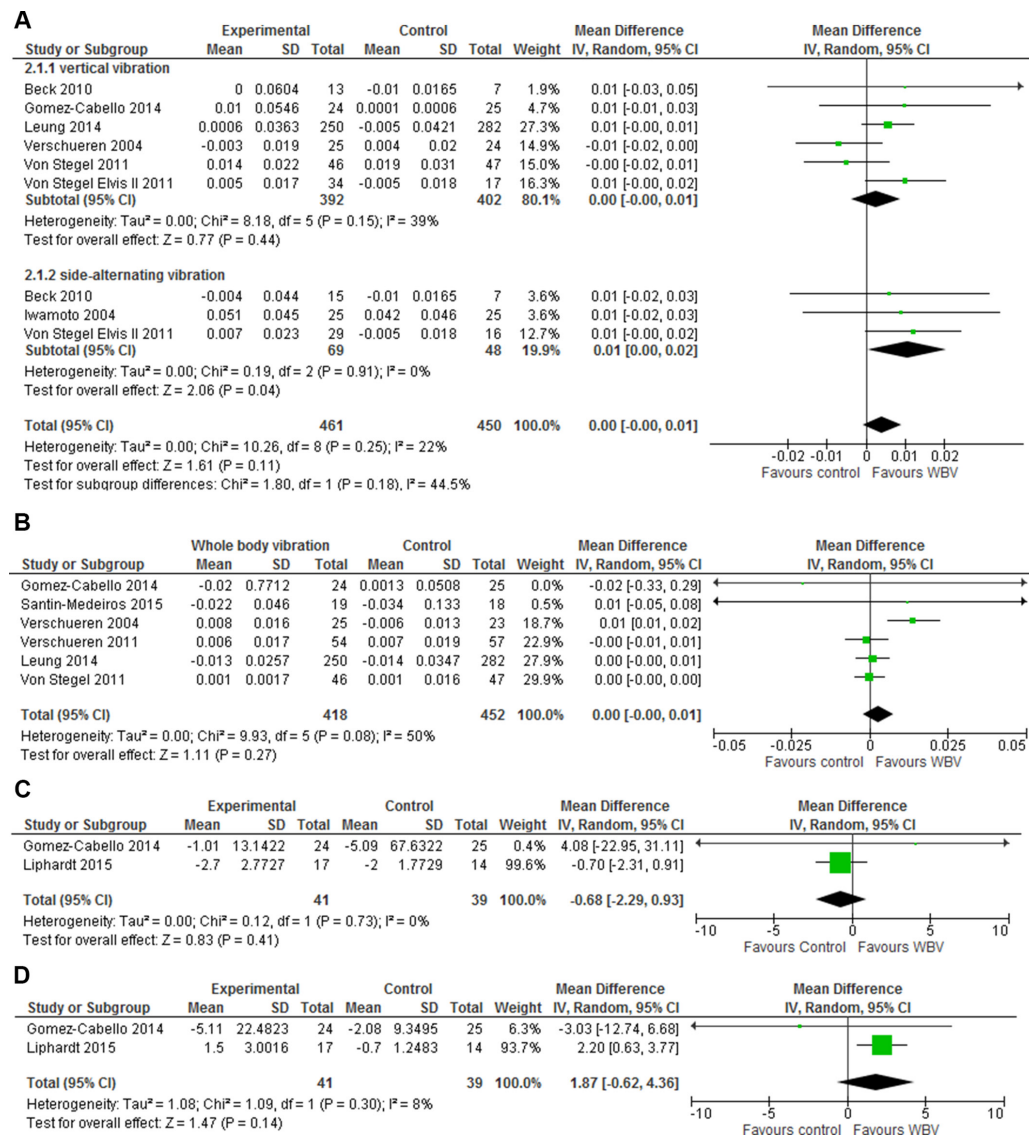 A
Experimental Control Mean Difference Mean Difference
Study or Subgroup Mean SD Total Mean SD Total Weight IV, Random, 95% CI IV, Random, 95% CI
2.1.1 vertical vibration
Beck 2010 0 0.0604 13 -0.01 0.0165 7 1.9% 0.01 [-0.03, 0.05]
Gomez-Cabello 2014 0.01 0.0546 24 0.0001 0.0006 25 4.7% 0.01 [-0.01, 0.03]
Leung 2014 0.0006 0.0363 250 -0.005 0.0421 282 27.3% 0.01 [-0.00, 0.01]
Verschueren 2004 -0.003 0.019 25 0.004 0.02 24 14.9% -0.01 [-0.02, 0.00]
Von Stegel 2011 0.014 0.022 46 0.019 0.031 47 15.0% -0.00 [-0.02, 0.01]
Von Stegel Elvis II 2011 0.005 0.017 34 -0.005 0.018 17 16.3% 0.01 [-0.00, 0.02]
Subtotal (95% CI) 392 402 80.1% 0.00 [-0.00, 0.01]
Heterogeneity: Tau² = 0.00; Chi² = 8.18, df = 5 (P = 0.15); I² = 39%
Test for overall effect: Z = 0.77 (P = 0.44)
2.1.2 side-alternating vibration
Beck 2010 -0.004 0.044 15 -0.01 0.0165 7 3.6% 0.01 [-0.02, 0.03]
Iwamoto 2004 0.051 0.045 25 0.042 0.046 25 3.6% 0.01 [-0.02, 0.03]
Von Stegel Elvis II 2011 0.007 0.023 29 -0.005 0.018 16 12.7% 0.01 [-0.00, 0.02]
Subtotal (95% CI) 69 48 19.9% 0.01 [0.00, 0.02]
Heterogeneity: Tau² = 0.00; Chi² = 0.19, df = 2 (P = 0.91); I² = 0%
Test for overall effect: Z = 2.06 (P = 0.04)
Total (95% CI) 461 450 100.0% 0.00 [-0.00, 0.01]
Heterogeneity: Tau² = 0.00; Chi² = 10.26, df = 8 (P = 0.25); I² = 22%
Test for overall effect: Z = 1.61 (P = 0.11)
Test for subgroup differences: Chi² = 1.80, df = 1 (P = 0.18), I² = 44.5%
-0.02 -0.01 0 0.01 0.02
Favours control Favours WBV
B
Whole body vibration Control Mean Difference Mean Difference
Study or Subgroup Mean SD Total Mean SD Total Weight IV, Random, 95% CI IV, Random, 95% CI
Gomez-Cabello 2014 -0.02 0.7712 24 0.0013 0.0508 25 0.0% -0.02 [-0.33, 0.29]
Santin-Medeiros 2015 -0.022 0.046 19 -0.034 0.133 18 0.5% 0.01 [-0.05, 0.08]
Verschueren 2004 0.008 0.016 25 -0.006 0.013 23 18.7% 0.01 [0.01, 0.02]
Verschueren 2011 0.006 0.017 54 0.007 0.019 57 22.9% -0.00 [-0.01, 0.01]
Leung 2014 -0.013 0.0257 250 -0.014 0.0347 282 27.9% 0.00 [-0.00, 0.01]
Von Stegel 2011 0.001 0.0017 46 0.001 0.016 47 29.9% 0.00 [-0.00, 0.00]
Total (95% CI) 418 452 100.0% 0.00 [-0.00, 0.01]
Heterogeneity: Tau² = 0.00; Chi² = 9.93, df = 5 (P = 0.08); I² = 50%
Test for overall effect: Z = 1.11 (P = 0.27)
-0.05 -0.025 0 0.025 0.05
Favours control Favours WBV
C
Experimental Control Mean Difference Mean Difference
Study or Subgroup Mean SD Total Mean SD Total Weight IV, Random, 95% CI IV, Random, 95% CI
Gomez-Cabello 2014 -1.01 13.1422 24 -5.09 67.6322 25 0.4% 4.08 [-22.95, 31.11]
Liphardt 2015 -2.7 2.7727 17 -2 1.7729 14 99.6% -0.70 [-2.31, 0.91]
Total (95% CI) 41 39 100.0% -0.68 [-2.29, 0.93]
Heterogeneity: Tau² = 0.00; Chi² = 0.12, df = 1 (P = 0.73); I² = 0%
Test for overall effect: Z = 0.83 (P = 0.41)
-10 -5 0 5 10
Favours Control Favours WBV
D
Experimental Control Mean Difference Mean Difference
Study or Subgroup Mean SD Total Mean SD Total Weight IV, Random, 95% CI IV, Random, 95% CI
Gomez-Cabello 2014 -5.11 22.4823 24 -2.08 9.3495 25 6.3% -3.03 [-12.74, 6.68]
Liphardt 2015 1.5 3.0016 17 -0.7 1.2483 14 93.7% 2.20 [0.63, 3.77]
Total (95% CI) 41 39 100.0% 1.87 [-0.62, 4.36]
Heterogeneity: Tau² = 1.08; Chi² = 1.09, df = 1 (P = 0.30); I² = 8%
Test for overall effect: Z = 1.47 (P = 0.14)
-10 -5 0 5 10
Favours control Favours WBV